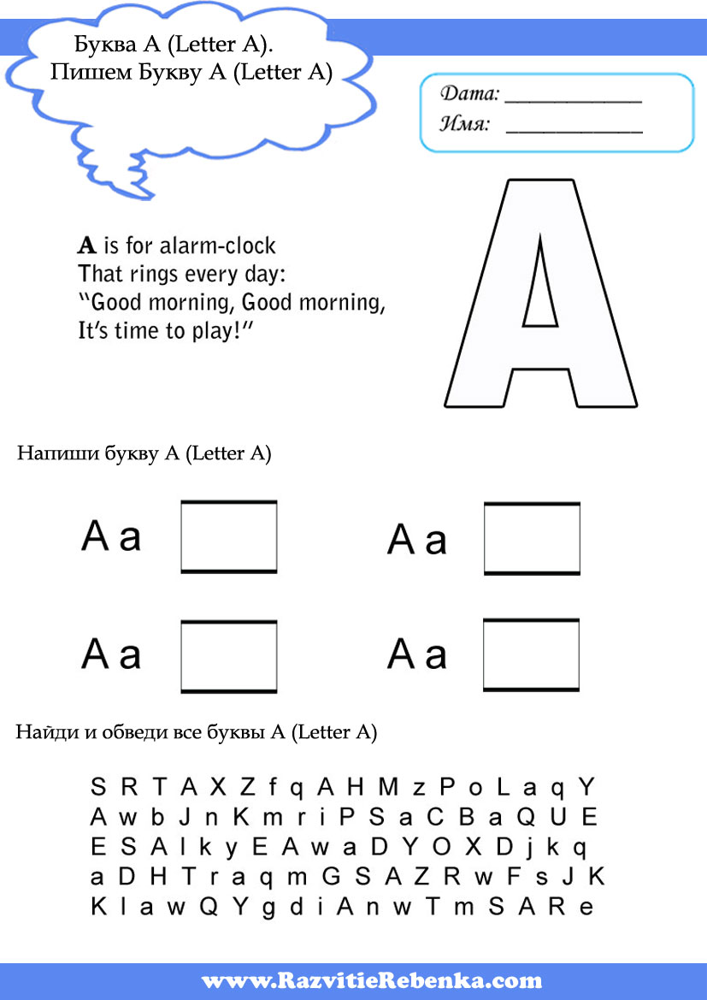 Буква А (Letter A).
Пишем Букву А (Letter A)
Дата: ____________
Имя: ____________
A
A is for alarm-clock
That rings every day:
“Good morning, Good morning,
It’s time to play!”
Напиши букву А (Letter A)
A a A a
A a A a
Найди и обведи все буквы А (Letter A)
S R T A X Z f q A H M z P o L a q Y
A w b J n K m r i P S a C B a Q U E
E S A l k y E A w a D Y O X D j k q
a D H T r a q m G S A Z R w F s J K
K l a w Q Y g d i A n w T m S A R e
www.RazvitieRebenka.com